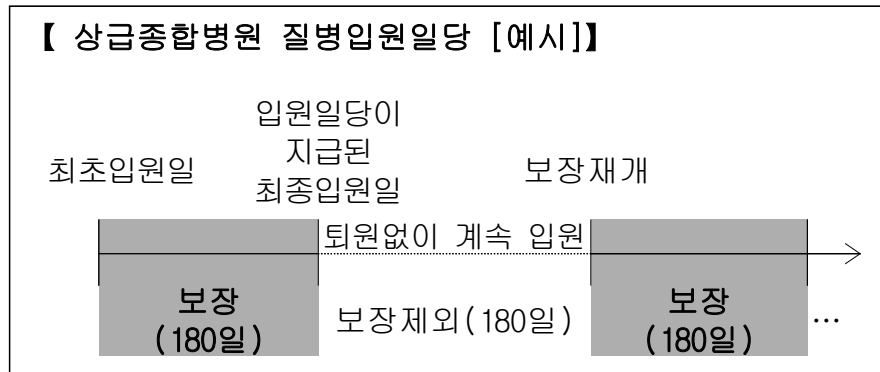 【 상급종합병원 질병입원일당 [예시]】
최초입원일
입원일당이
지급된
최종입원일
보장재개
퇴원없이 계속 입원
보장
(180일)
보장제외(180일)
보장
(180일)
…